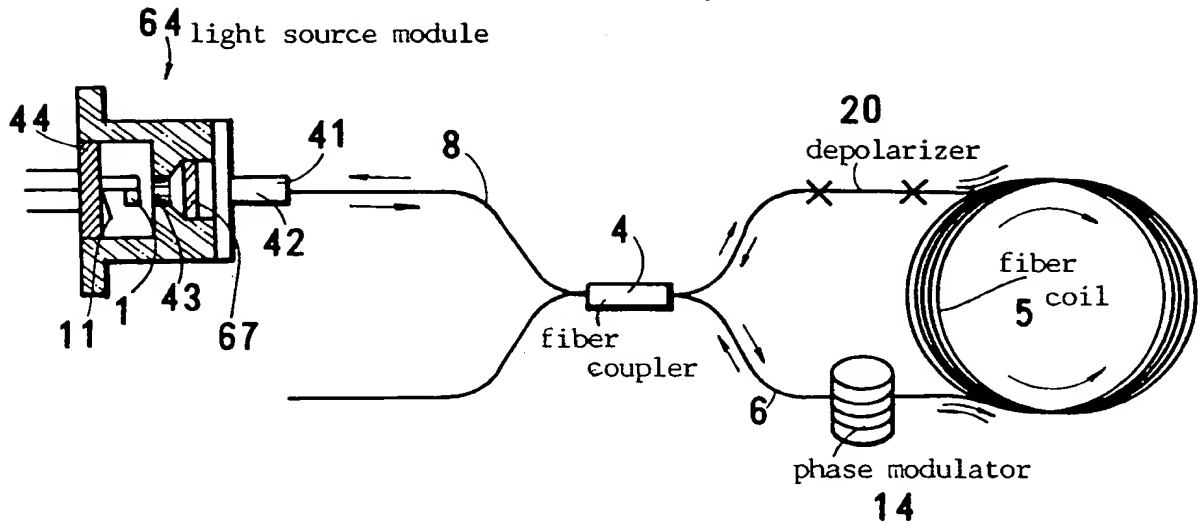 64 light source module
44
41
8
20
depolarizer
42
4
fiber
5 coil
11
1
43
67
fiber
coupler
6
phase modulator
14